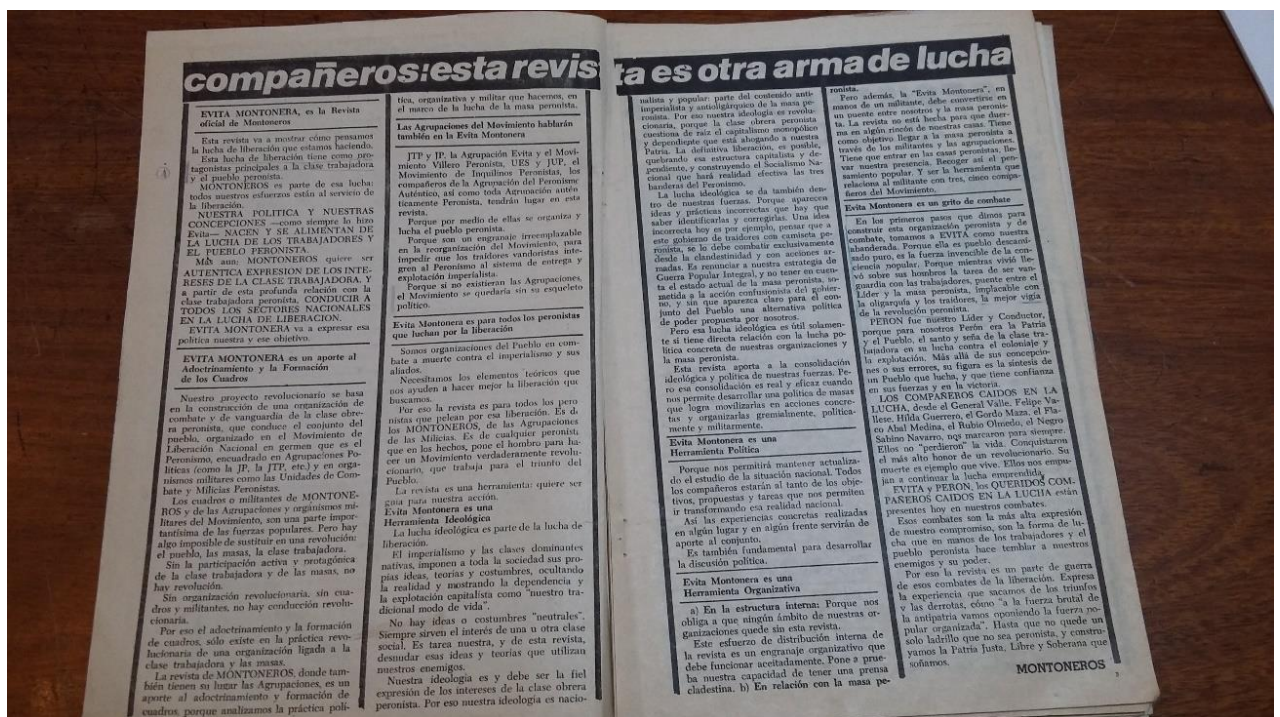 compañeros: esta revista es otra arma de lucha
EVITA MONTONERA, es la Revista
oficial de Montoneros
Esta revista va a mostrar cómo pensamos
la lucha de liberación que estamos haciendo.
Esta lucha de liberación tiene como pro-
tagonistas principales a la clase trabajadora
y el pueblo peronista.
MONTONEROS es parte de esa lucha:
todos nuestros esfuerzos están al servicio de
la liberación.
NUESTRA POLITICA Y NUESTRAS
CONCEPCIONES —como siempre lo hizo
Evita— NACEN Y SE ALIMENTAN DE
LA LUCHA DE LOS TRABAJADORES Y
EL PUEBLO PERONISTA.
Más aun: MONTONEROS quiere ser
AUTENTICA EXPRESION DE LOS INTE-
RESES DE LA CLASE TRABAJADORA. Y
a partir de esta profunda relación con la
clase trabajadora peronista, CONDUCIR A
TODOS LOS SECTORES NACIONALES
EN LA LUCHA DE LIBERACION.
EVITA MONTONERA va a expresar esa
política nuestra y ese objetivo.
EVITA MONTONERA es un aporte al
Adoctrinamiento y la Formación
de los Cuadros
Nuestro proyecto revolucionario se basa
en la construcción de una organización de
combate y de vanguardia de la clase obre-
ra peronista, que conduce el conjunto del
pueblo, organizado en el Movimiento de
Liberación Nacional en germen que es el
Peronismo, encuadrado en Agrupaciones Po-
líticas (como la JP, la JTP, etc.) y en orga-
nismos militares como las Unidades de Com-
bate y Milicias Peronistas.
Los cuadros o militantes de MONTONE-
ROS y de las Agrupaciones y organismos mi-
litares del Movimiento, son una parte impor-
tantísima de las fuerzas populares. Pero hay
algo imposible de sustituir en una revolución:
el pueblo, las masas, la clase trabajadora.
Sin la participación activa y protagónica
de la clase trabajadora y de las masas, no
hay revolución.
Sin organización revolucionaria, sin cua-
dros y militantes, no hay conducción revolu-
cionaria.
Por eso el adoctrinamiento y la formación
de cuadros, sólo existe en la práctica revo-
lucionaria de una organización ligada a la
clase trabajadora y las masas.
La revista de MONTONEROS, donde tam-
bién tienen su lugar las Agrupaciones, es un
aporte al adoctrinamiento y formación de
cuadros, porque analizamos la práctica polí-
tica, organizativa y militar que hacemos, en
el marco de la lucha de la masa peronista.
Las Agrupaciones del Movimiento hablarán
también en la Evita Montonera
JTP y JP, la Agrupación Evita y el Movi-
miento Villero Peronista, UES y JUP, el
Movimiento de Inquilinos Peronistas, los
compañeros de la Agrupación del Peronismo
Auténtico, así como toda Agrupación autén
ticamente Peronista, tendrán lugar en esta
revista.
Porque por medio de ellas se organiza y
lucha el pueblo peronista.
Porque son un engranaje irreemplazable
en la reorganización del Movimiento, para
impedir que los traidores vandoristas inte-
gren al Peronismo al sistema de entrega y
explotación imperialista.
Porque si no existieran las Agrupaciones,
el Movimiento se quedaría sin su esqueleto
político.
Evita Montonera es para todos los peronistas
que luchan por la liberación
Somos organizaciones del Pueblo en com-
bate a muerte contra el imperialismo y sus
aliados.
Necesitamos los elementos teóricos que
nos ayuden a hacer mejor la liberación que
buscamos.
Por eso la revista es para todos los pero
nistas que pelean por esa liberación. Es d
los MONTONEROS, de las Agrupaciones
de las Milicias. Es de cualquier peronist
que en los hechos, pone el hombro para ha-
cer un Movimiento verdaderamente revolu-
cionario, que trabaja para el triunfo del
Pueblo.
La revista es una herramienta: quiere ser
guía para nuestra acción.
Evita Montonera es una
Herramienta Ideológica
La lucha ideológica es parte de la lucha de
liberación.
El imperialismo y las clases dominantes
nativas, imponen a toda la sociedad sus pro-
pias ideas, teorías y costumbres, ocultando
la realidad y mostrando la dependencia y
la explotación capitalista como "nuestro tra-
dicional modo de vida".
No hay ideas o costumbres "neutrales".
Siempre sirven el interés de una u otra clase
social. Es tarea nuestra, y de esta revista,
desnudar esas ideas y teorías que utilizan
nuestros enemigos.
Nuestra ideología es y debe ser la fiel
expresión de los intereses de la clase obrera
peronista. Por eso nuestra ideología es nacio-
nalista y popular: parte del contenido anti-
imperialista y antioligárquico de la masa pe-
ronista. Por eso nuestra ideología es revolu-
cionaria, porque la clase obrera peronista
cuestiona de raíz el capitalismo monopólico
y dependiente que está ahogando a nuestra
Patria. La definitiva liberación, es posible,
quebrando esa estructura capitalista y de-
pendiente, y construyendo el Socialismo Na-
cional que hará realidad efectiva las tres
banderas del Peronismo.
La lucha ideológica se da también den-
tro de nuestras fuerzas. Porque aparecen
ideas y prácticas incorrectas que hay que
saber identificarlas y corregirlas. Una idea
incorrecta hoy es por ejemplo, pensar que a
este gobierno de traidores con camiseta pe-
ronista, se lo debe combatir exclusivamente
desde la clandestinidad y con acciones ar-
madas. Es renunciar a nuestra estrategia de
Guerra Popular Integral, y no tener en cuen-
ta el estado actual de la masa peronista, so-
metida a la acción confusionista del gobier-
no, y sin que aparezca claro para el con-
junto del Pueblo una alternativa política
de poder propuesta por nosotros.
Pero esa lucha ideológica es útil solamen-
te si tiene directa relación con la lucha po-
lítica concreta de nuestras organizaciones y
la masa peronista.
Esta revista aporta a la consolidación
ideológica y política de nuestras fuerzas. Pe-
ro esa consolidación es real y eficaz cuando
nos permite desarrollar una política de masas
que logra movilizarlas en acciones concre-
tas y organizarlas gremialmente, política-
mente y militarmente.
Evita Montonera es una
Herramienta Política
Porque nos permitirá mantener actualiza-
do el estudio de la situación nacional. Todos
los compañeros estarán al tanto de los obje-
tivos, propuestas y tareas que nos permiten
ir transformando esa realidad nacional.
Así las experiencias concretas realizadas
en algún lugar y en algún frente servirán de
aporte al conjunto.
Es también fundamental para desarrollar
la discusión política.
Evita Montonera es una
Herramienta Organizativa
a) En la estructura interna: Porque nos
obliga a que ningún ámbito de nuestras or-
ganizaciones quede sin esta revista.
Este esfuerzo de distribución interna de
la revista es un engranaje organizativo que
debe funcionar aceitadamente. Pone a prue-
ba nuestra capacidad de tener una prensa
cladestina. b) En relación con la masa pe-
ronista.
Pero además, la "Evita Montonera", en
manos de un militante, debe convertirse en
un puente entre nosotros y la masa peronis-
ta. La revista no está hecha para que duer-
ma en algún rincón de nuestras casas. Tiene
como objetivo llegar a la masa peronista a
través de los militantes y las agrupaciones.
Tiene que entrar en las casas peronistas, lle-
var nuestra presencia. Recoger así el pen-
samiento popular. Y ser la herramienta que
relaciona al militante con tres, cinco compa-
ñeros del Movimiento.
Evita Montonera es un grito de combate
En los primeros pasos que dimos para
construir esta organización peronista y de
combate, tomamos a EVITA como nuestra
abanderada. Porque ella es pueblo descami-
sado puro, es la fuerza invencible de la con-
ciencia popular. Porque mientras vivió lle-
vó sobre sus hombros la tarea de ser van-
guardia con las trabajadores, puente entre el
Líder y la masa peronista, implacable con
la oligarquía y los traidores, la mejor vigía
de la revolución peronista.
PERON fue nuestro Líder y Conductor,
porque para nosotros Perón era la Patria
y el Pueblo, el santo y seña de la clase tra-
bajadora en su lucha contra el coloniaje y
la explotación. Más allá de sus concepcio-
nes o sus errores, su figura es la síntesis de
un Pueblo que lucha, y que tiene confianza
en sus fuerzas y en la victoria.
LOS COMPAÑEROS CAIDOS EN LA
LUCHA, desde el General Valle, Felipe Va-
llese, Hilda Guerrero, el Gordo Maza, el Fla-
co Abal Medina, el Rubio Olmedo, el Negro
Sabino Navarro, nos marcaron para siempre.
Ellos no "perdieron" la vida. Conquistaron
el más alto honor de un revolucionario. Su
muerte es ejemplo que vive. Ellos nos empu-
jan a continuar la lucha emprendida.
EVITA y PERON, los QUERIDOS COM-
PAÑEROS CAIDOS EN LA LUCHA están
presentes hoy en nuestros combates.
Esos combates son la más alta expresión
de nuestro compromiso, son la forma de lu-
cha que en manos de los trabajadores y el
pueblo peronista hace temblar a nuestros
enemigos y su poder.
Por eso la revista es un parte de guerra
de esos combates de la liberación. Expresa
la experiencia que sacamos de los triunfos
y las derrotas, cómo "a la fuerza brutal de
la antipatria vamos oponiendo la fuerza po-
pular organizada". Hasta que no quede un
solo ladrillo que no sea peronista, y constru-
yamos la Patria Justa, Libre y Soberana que
soñamos.
MONTONEROS